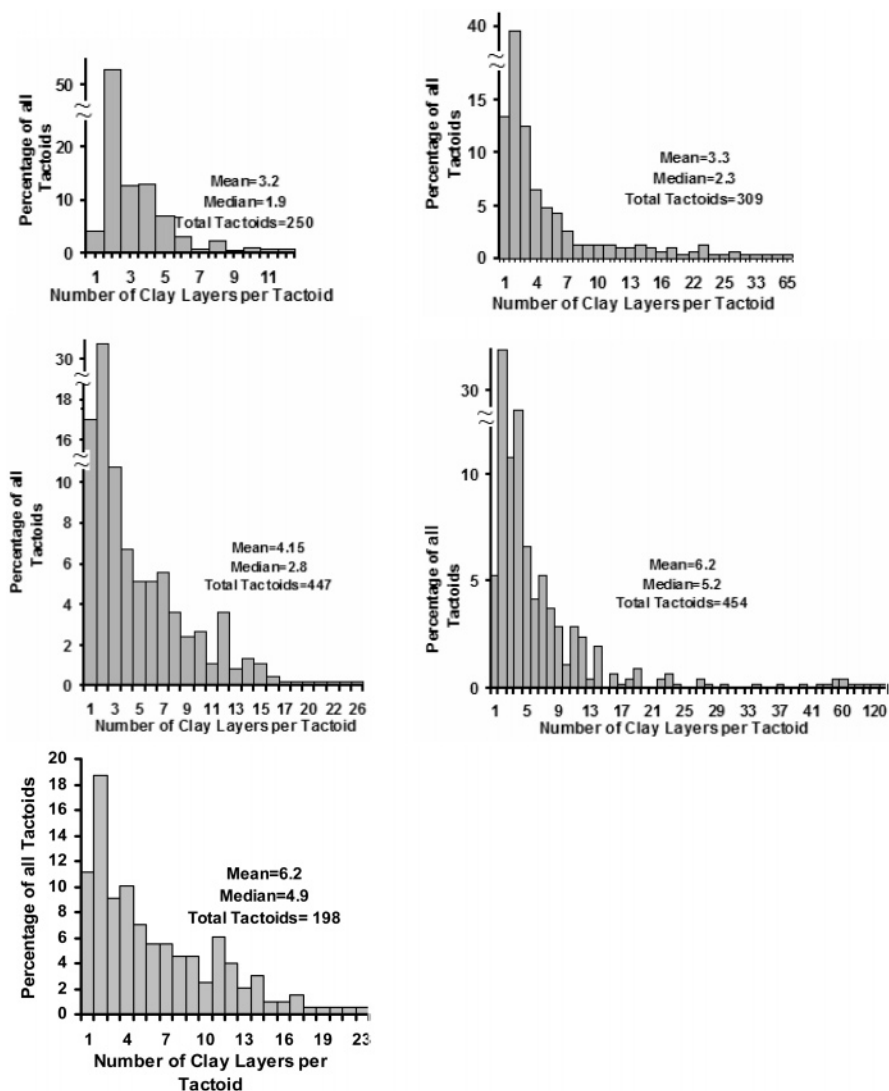 Percentage of all
Tactoids
50
20
10
0
Mean=3.2
Median=1.9
Total Tactoids=250
1 3 5 7 9 11
Number of Clay Layers per Tactoid
Percentage of all
Tactoids
40
15
10
5
0
Mean=3.3
Median=2.3
Total Tactoids=309
1 4 7 10 13 16 22 25 33 65
Number of Clay Layers per Tactoid
Percentage of all
Tactoids
30
18
16
10
8
6
4
2
0
Mean=4.15
Median=2.8
Total Tactoids=447
1 3 5 7 9 11 13 15 17 20 22 26
Number of Clay Layers per Tactoid
Percentage of all
Tactoids
30
10
5
0
Mean=6.2
Median=5.2
Total Tactoids=454
1 5 9 13 17 21 25 29 33 37 41 60 120
Number of Clay Layers per Tactoid
Percentage of all Tactoids
20
18
16
14
12
10
8
6
4
2
0
Mean=6.2
Median=4.9
Total Tactoids= 198
1 4 7 10 13 16 19 23
Number of Clay Layers per
Tactoid